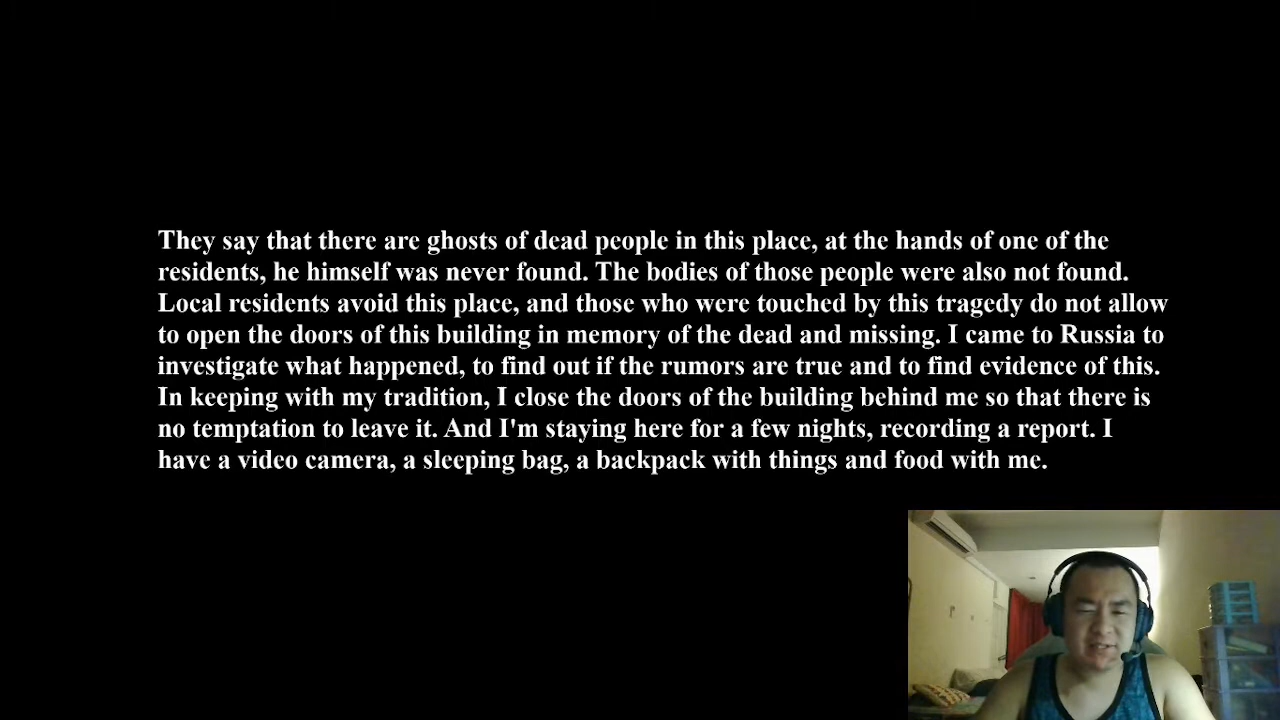 They say that there are ghosts of dead people in this place, at the hands of one of the
residents, he himself was never found. The bodies of those people were also not found.
Local residents avoid this place, and those who were touched by this tragedy do not allow
to open the doors of this building in memory of the dead and missing. I came to Russia to
investigate what happened, to find out if the rumors are true and to find evidence of this.
In keeping with my tradition, I close the doors of the building behind me so that there is
no temptation to leave it. And I'm staying here for a few nights, recording a report. I
have a video camera, a sleeping bag, a backpack with things and food with me.